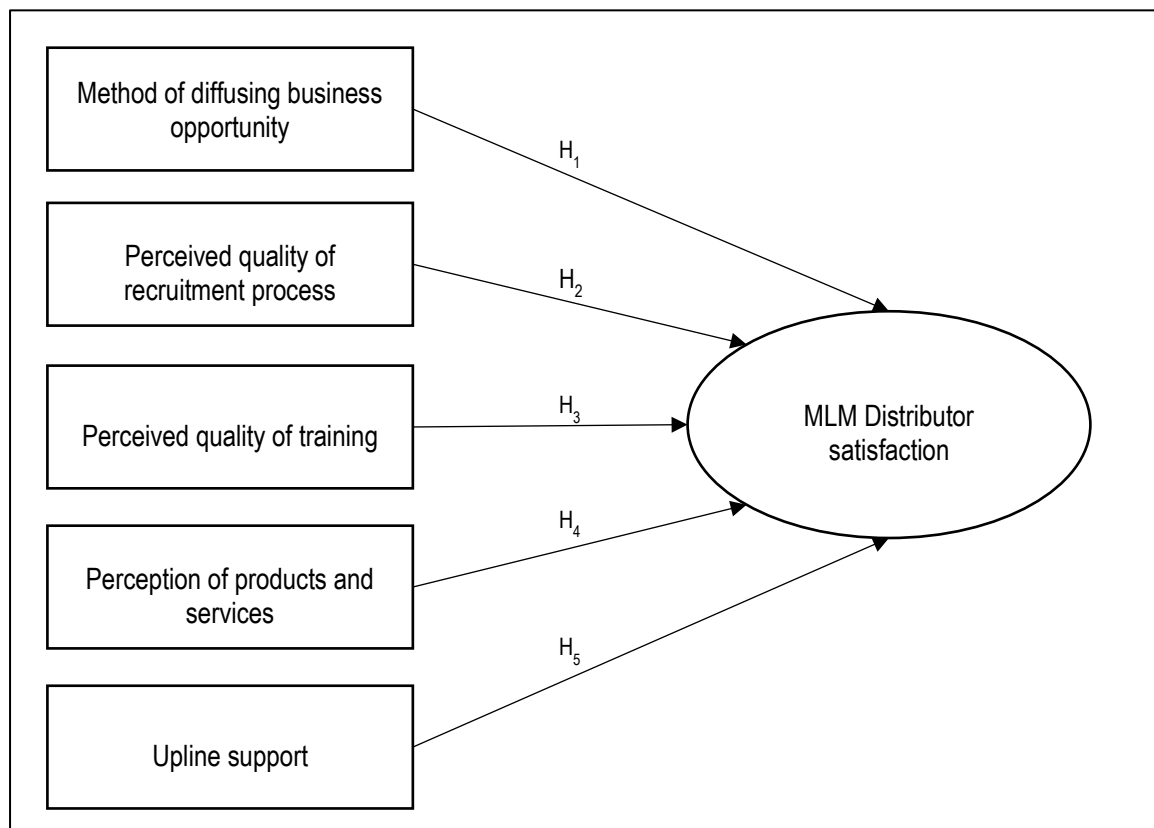 Method of diffusing business
opportunity
H₁
Perceived quality of
recruitment process
H₂
Perceived quality of training
H₃
MLM Distributor
satisfaction
Perception of products and
services
H₄
Upline support
H₅